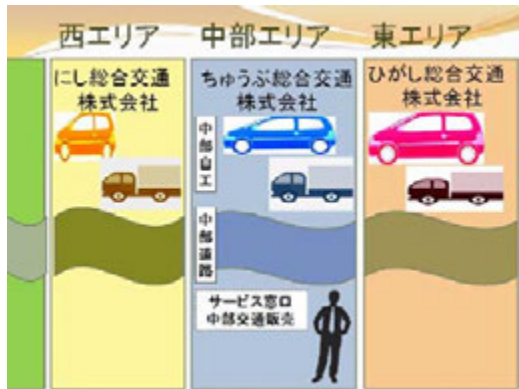 西エリア
中部エリア
東エリア
にし総合交通
株式会社
ちゅうぶ総合交通
株式会社
ひがし総合交通
株式会社
中部自工
中部道路
サービス窓口
中部交通販売